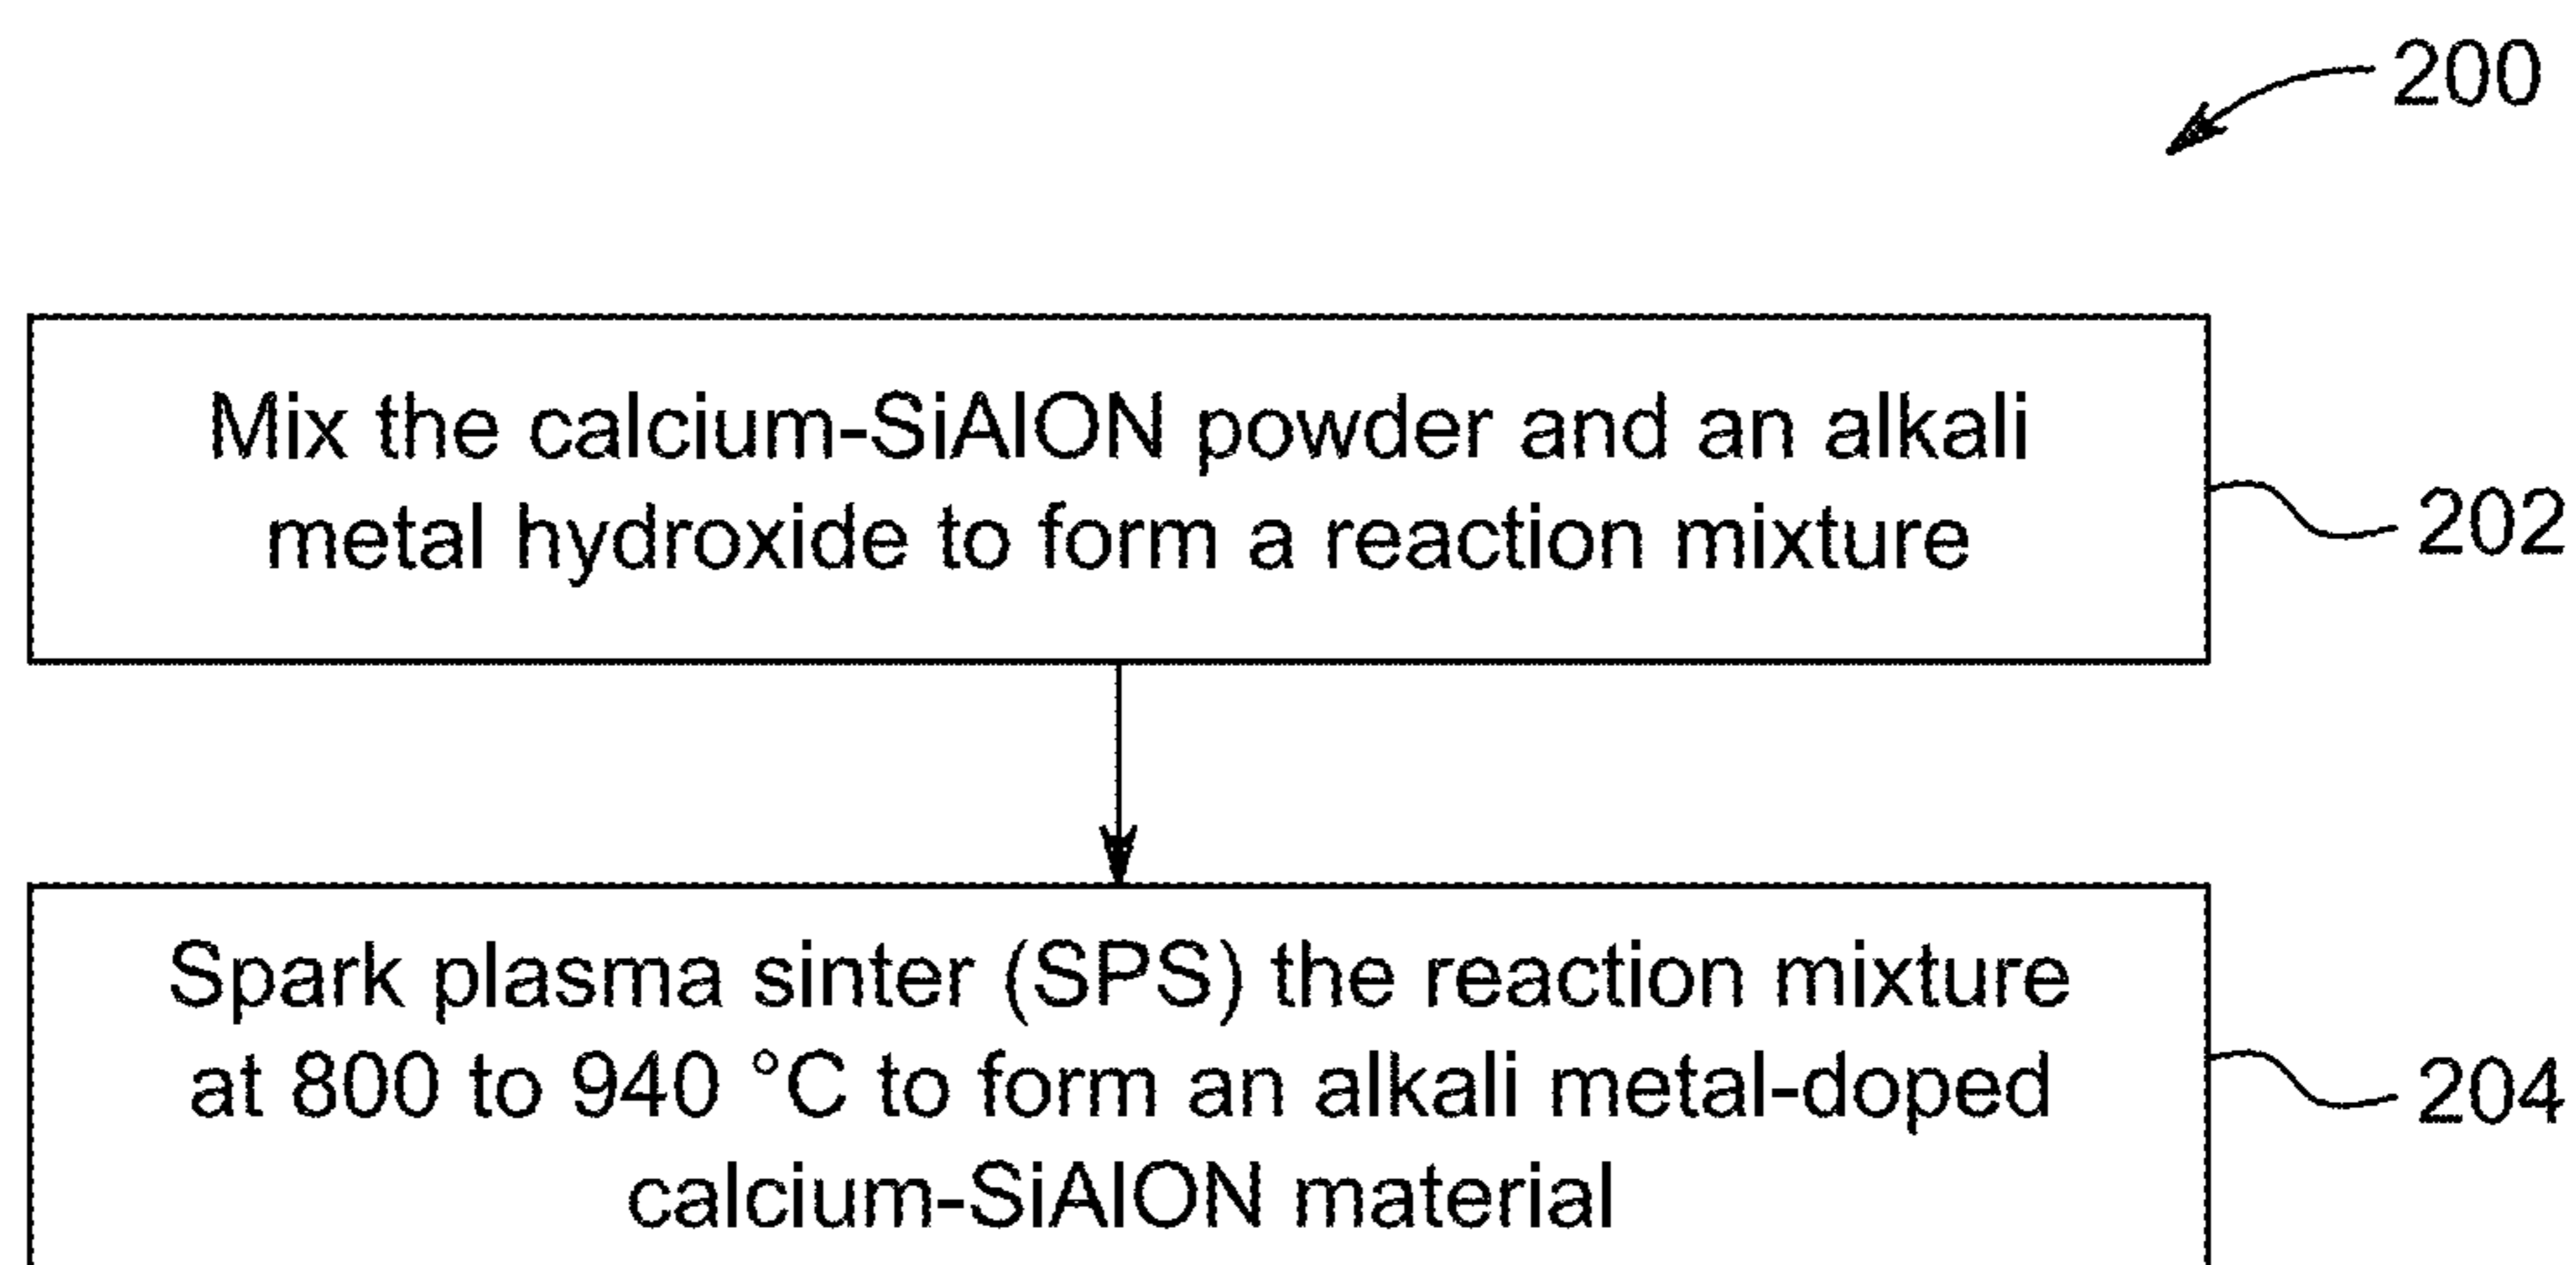 200
Mix the calcium-SiAlON powder and an alkali
metal hydroxide to form a reaction mixture
202
Spark plasma sinter (SPS) the reaction mixture
at 800 to 940 °C to form an alkali metal-doped
calcium-SiAlON material
204